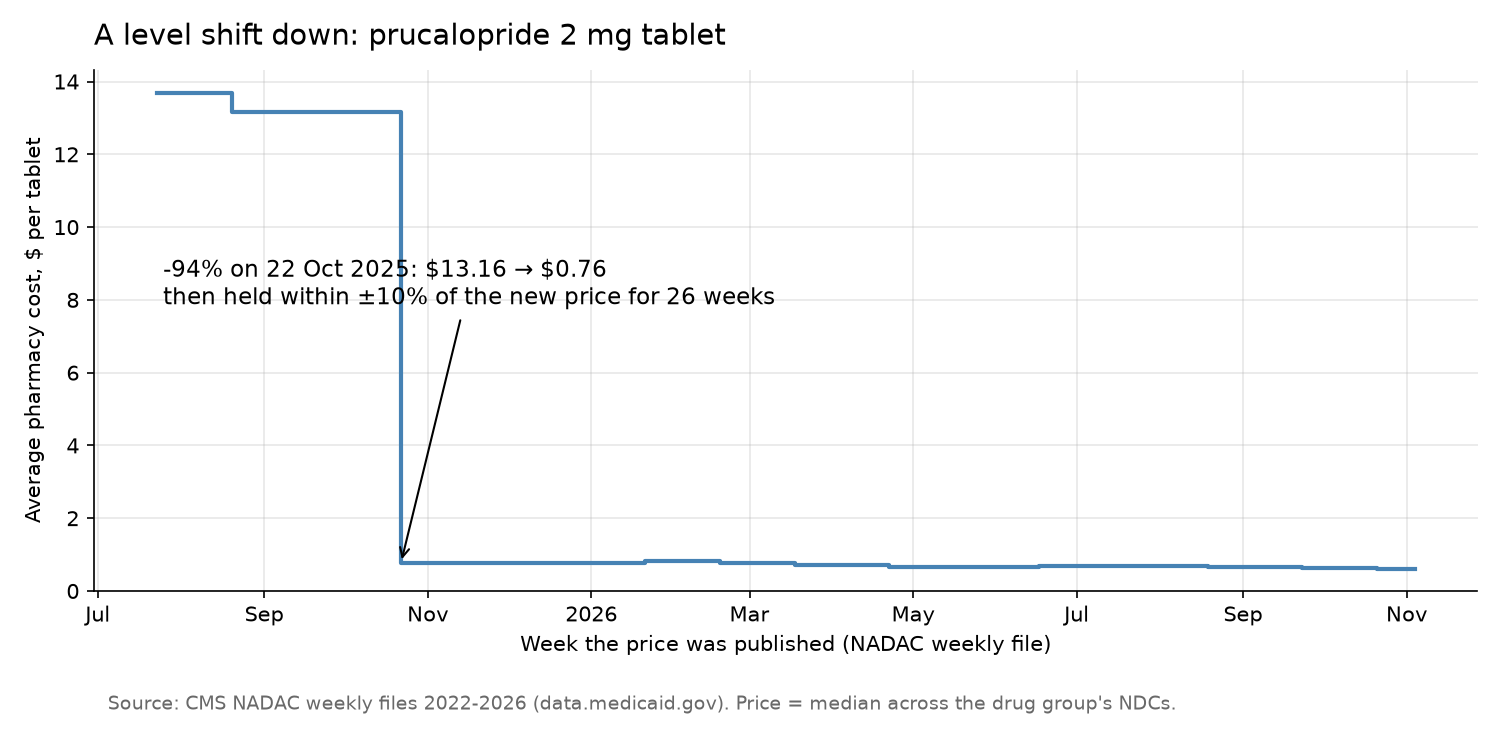 A level shift down: prucalopride 2 mg tablet
Average pharmacy cost, $ per tablet
14
12
10
8
6
4
2
0
-94% on 22 Oct 2025: $13.16 → $0.76
then held within ±10% of the new price for 26 weeks
Jul Sep Nov 2026 Mar May Jul Sep Nov
Week the price was published (NADAC weekly file)
Source: CMS NADAC weekly files 2022-2026 (data.medicaid.gov). Price = median across the drug group's NDCs.